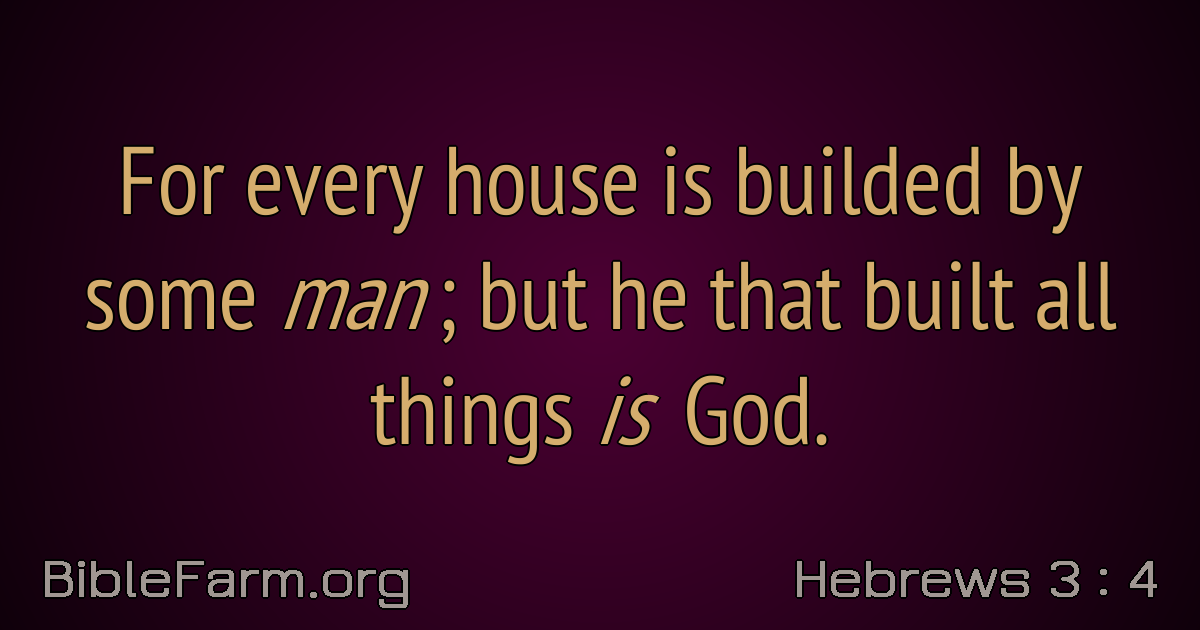 For every house is builded by
some man; but he that built all
things is God.
BibleFarm.org
Hebrews 3 : 4